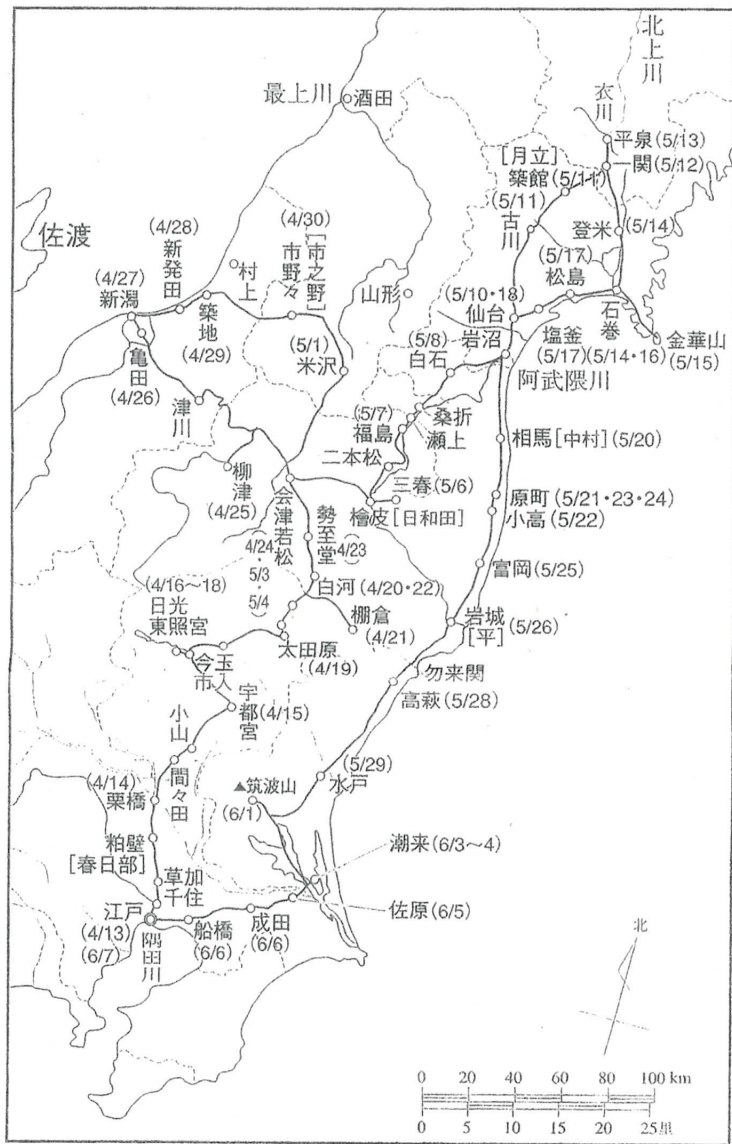 北上川
衣川
最上川
酒田
平泉(5/13)
一関(5/12)
[月立]
築館(5/11)
(5/11)
古川
登米
(5/14)
佐渡
(4/28)
新発田
(4/30)
市野々
[市之野]
村上
(4/27)
新潟
築地
(4/29)
亀田
(4/26)
山形
(5/1)
米沢
(5/17)
松島
(5/10・18)
仙台
岩沼
石巻
(5/14・16)
塩釜
(5/17)
金華山
(5/15)
(5/8)
白石
阿武隈川
津川
柳津
(4/25)
桑折
瀬上
(5/7)
福島
二本松
三春(5/6)
檜皮[日和田]
相馬[中村](5/20)
原町(5/21・23・24)
小高(5/22)
富岡(5/25)
会津若松
4/24
5/3
5/4
勢至堂
(4/23)
白河(4/20・22)
棚倉
(4/21)
岩城
[平]
(5/26)
(4/16〜18)
日光
東照宮
今市
玉入
太田原
(4/19)
勿来関
高萩(5/28)
宇都宮
(4/15)
小山
間々田
(5/29)
水戸
筑波山
(6/1)
(4/14)
栗橋
粕壁
[春日部]
草加
千住
潮来(6/3〜4)
佐原(6/5)
江戸
(4/13)
(6/7)
隅田川
船橋
(6/6)
成田
(6/6)
北
0 20 40 60 80 100 km
0 5 10 15 20 25里